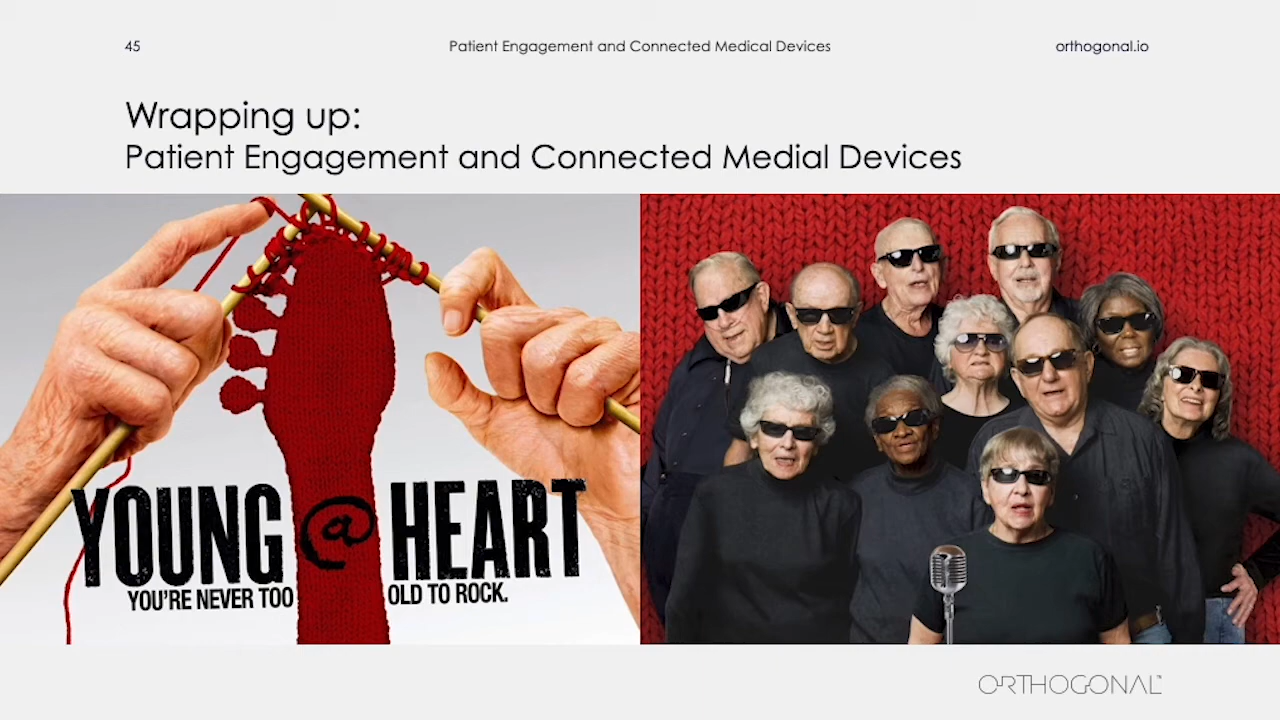 45
Patient Engagement and Connected Medical Devices
orthogonal.io
Wrapping up:
Patient Engagement and Connected Medial Devices
YOUNG @ HEART
YOU'RE NEVER TOO OLD TO ROCK.
ORTHOGONAL™